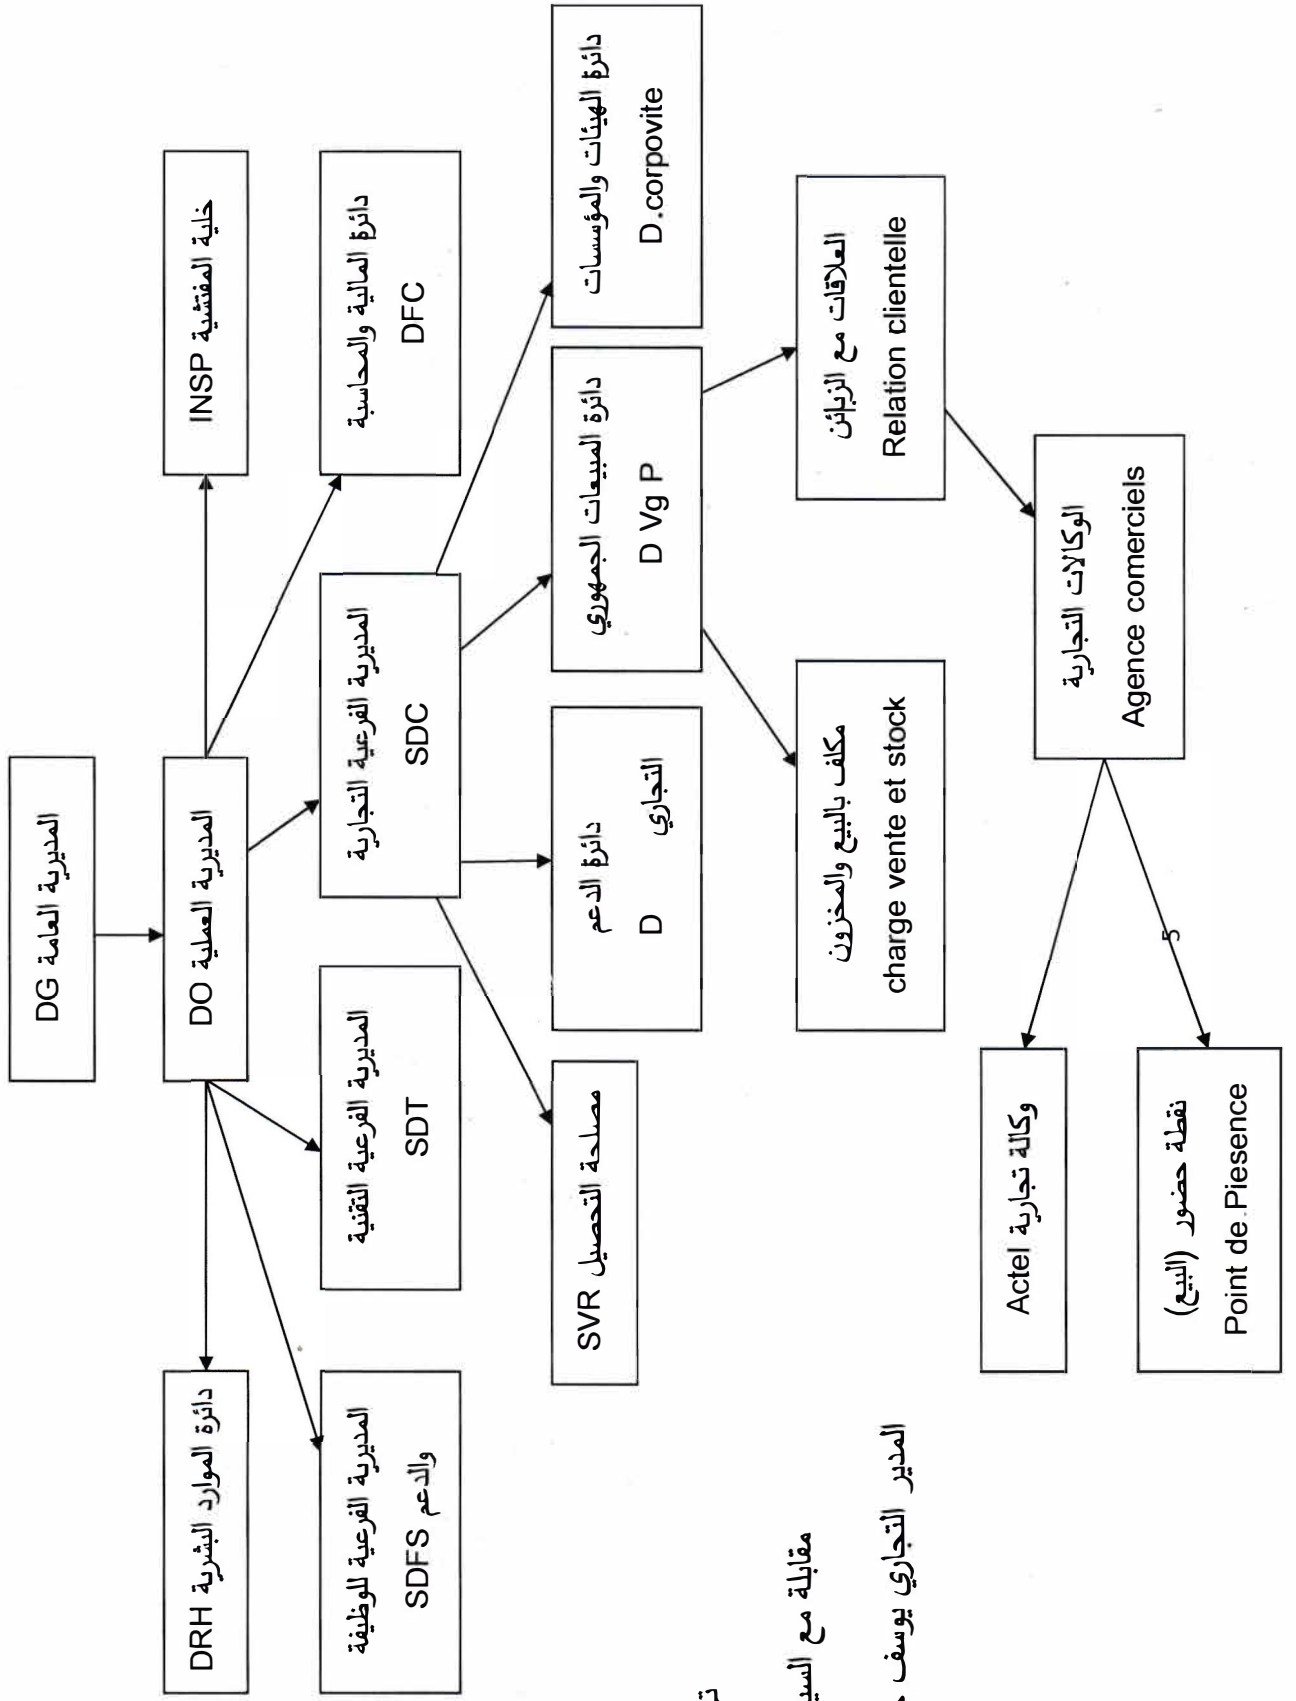 المديرية العامة DG
المديرية العملية DO
خلية المفتشية INSP
دائرة الموارد البشرية DRH
دائرة المالية والمحاسبة
DFC
المديرية الفرعية التجارية
SDC
المديرية الفرعية التقنية
SDT
المديرية الفرعية للوظيفة
والدعم SDFS
دائرة الهيئات والمؤسسات
D.corpovite
دائرة المبيعات الجمهوري
D Vg P
دائرة الدعم
التجاري D
مصلحة التحصيل SVR
العلاقات مع الزبائن
Relation clientelle
مكلف بالبيع والمخزون
charge vente et stock
الوكالات التجارية
Agence comerciels
5
وكالة تجارية Actel
نقطة حضور (البيع)
Point de.Piesence
مقابلة مع
المدير التجاري يوسف